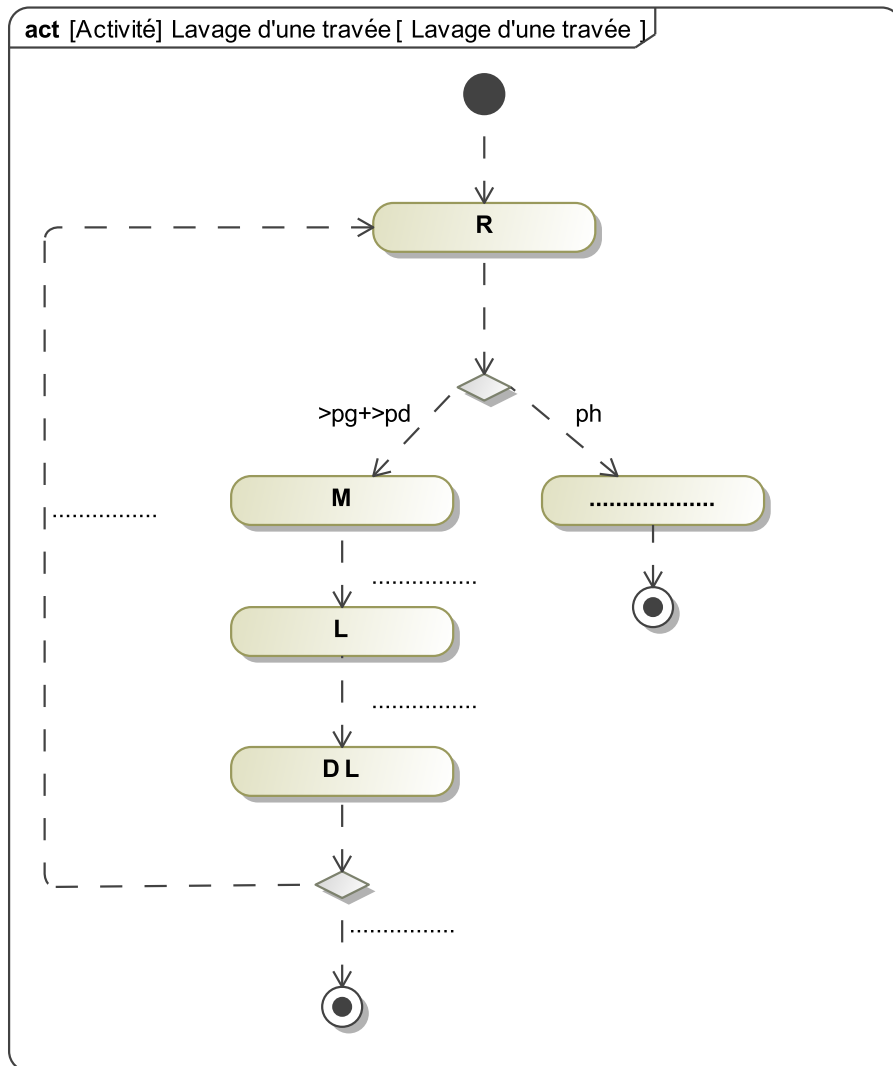 act [Activité] Lavage d'une travée [ Lavage d'une travée ]
R
>pg+>pd
ph
M
...................
................
................
L
................
D L
................